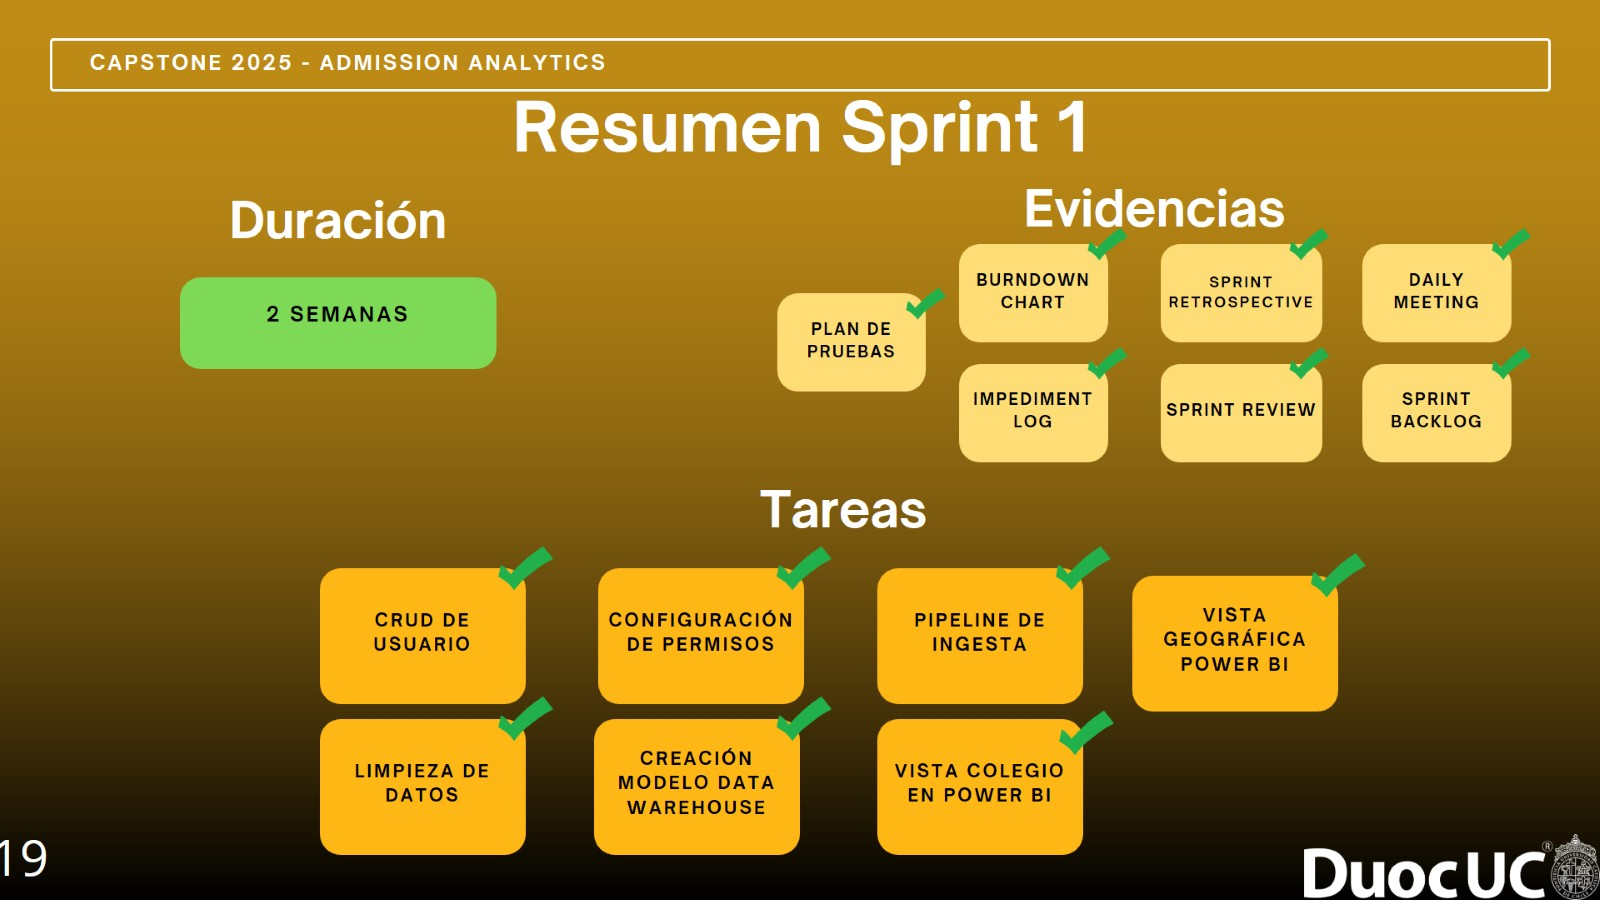 CAPSTONE 2025 - ADMISSION ANALYTICS
Resumen Sprint 1
Duración
2 SEMANAS
Evidencias
PLAN DE
PRUEBAS
BURNDOWN
CHART
SPRINT
RETROSPECTIVE
DAILY
MEETING
IMPEDIMENT
LOG
SPRINT REVIEW
SPRINT
BACKLOG
Tareas
CRUD DE
USUARIO
CONFIGURACIÓN
DE PERMISOS
PIPELINE DE
INGESTA
VISTA
GEOGRÁFICA
POWER BI
LIMPIEZA DE
DATOS
CREACIÓN
MODELO DATA
WAREHOUSE
VISTA COLEGIO
EN POWER BI
19
Duoc UC®